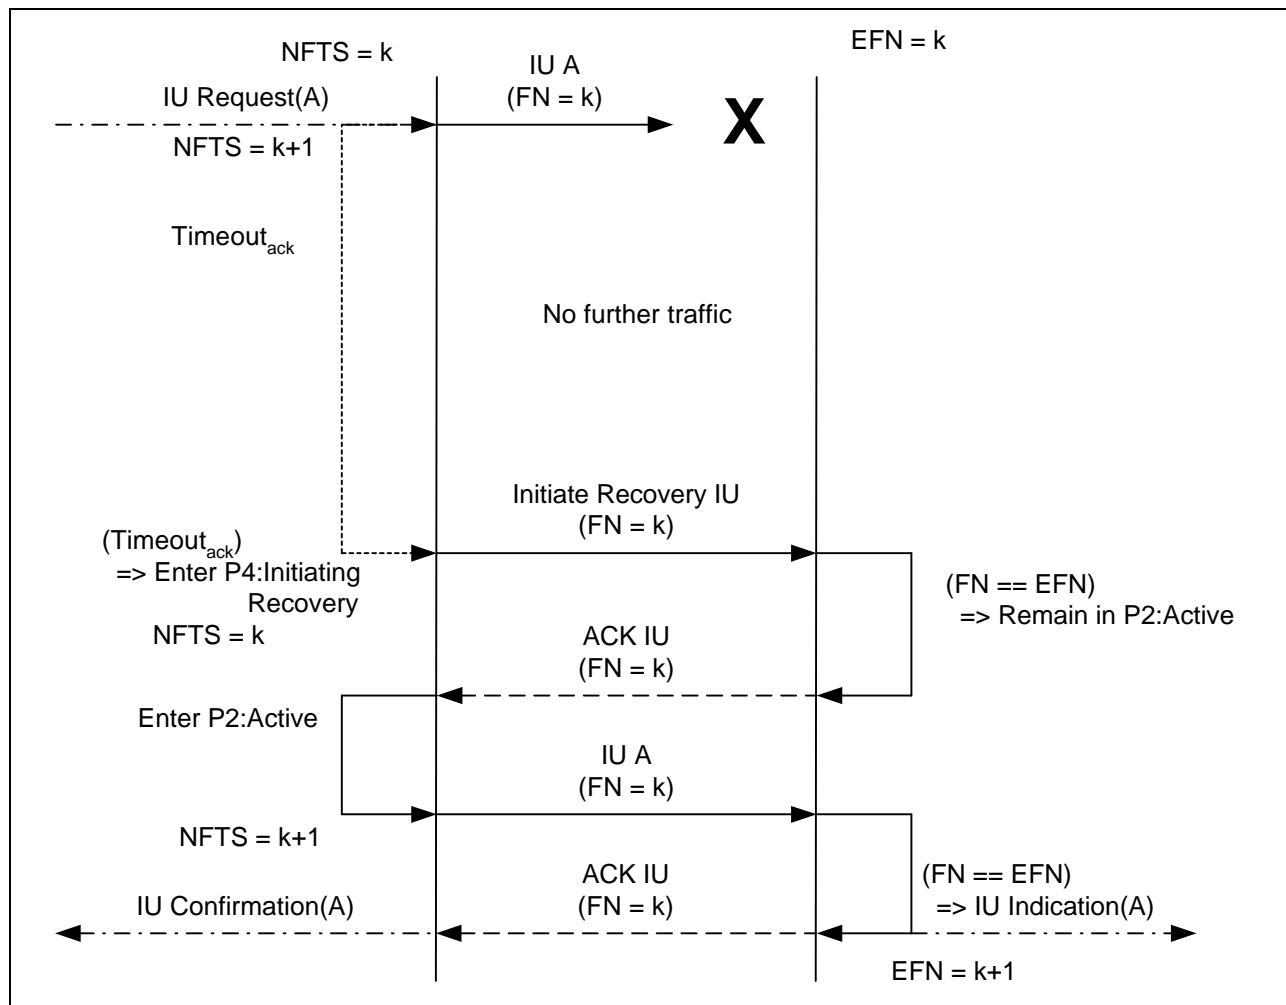 NFTS = k
EFN = k
IU A
(FN = k)
IU Request(A)
X
NFTS = k+1
Timeoutack
No further traffic
Initiate Recovery IU
(FN = k)
(Timeoutack)
=> Enter P4:Initiating
Recovery
NFTS = k
(FN == EFN)
=> Remain in P2:Active
ACK IU
(FN = k)
Enter P2:Active
IU A
(FN = k)
NFTS = k+1
ACK IU
(FN = k)
(FN == EFN)
=> IU Indication(A)
IU Confirmation(A)
EFN = k+1